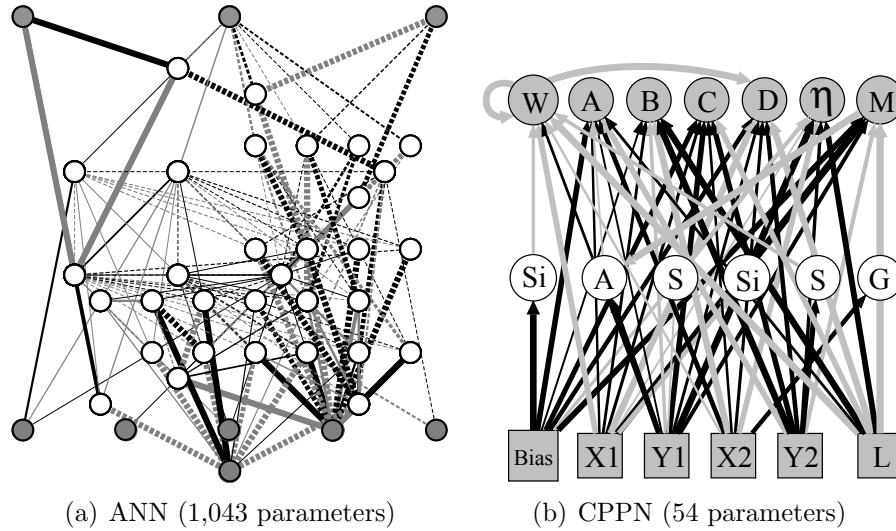 W A B C D η M
Si A S Si S G
Bias X1 Y1 X2 Y2 L
(a) ANN (1,043 parameters)
(b) CPPN (54 parameters)